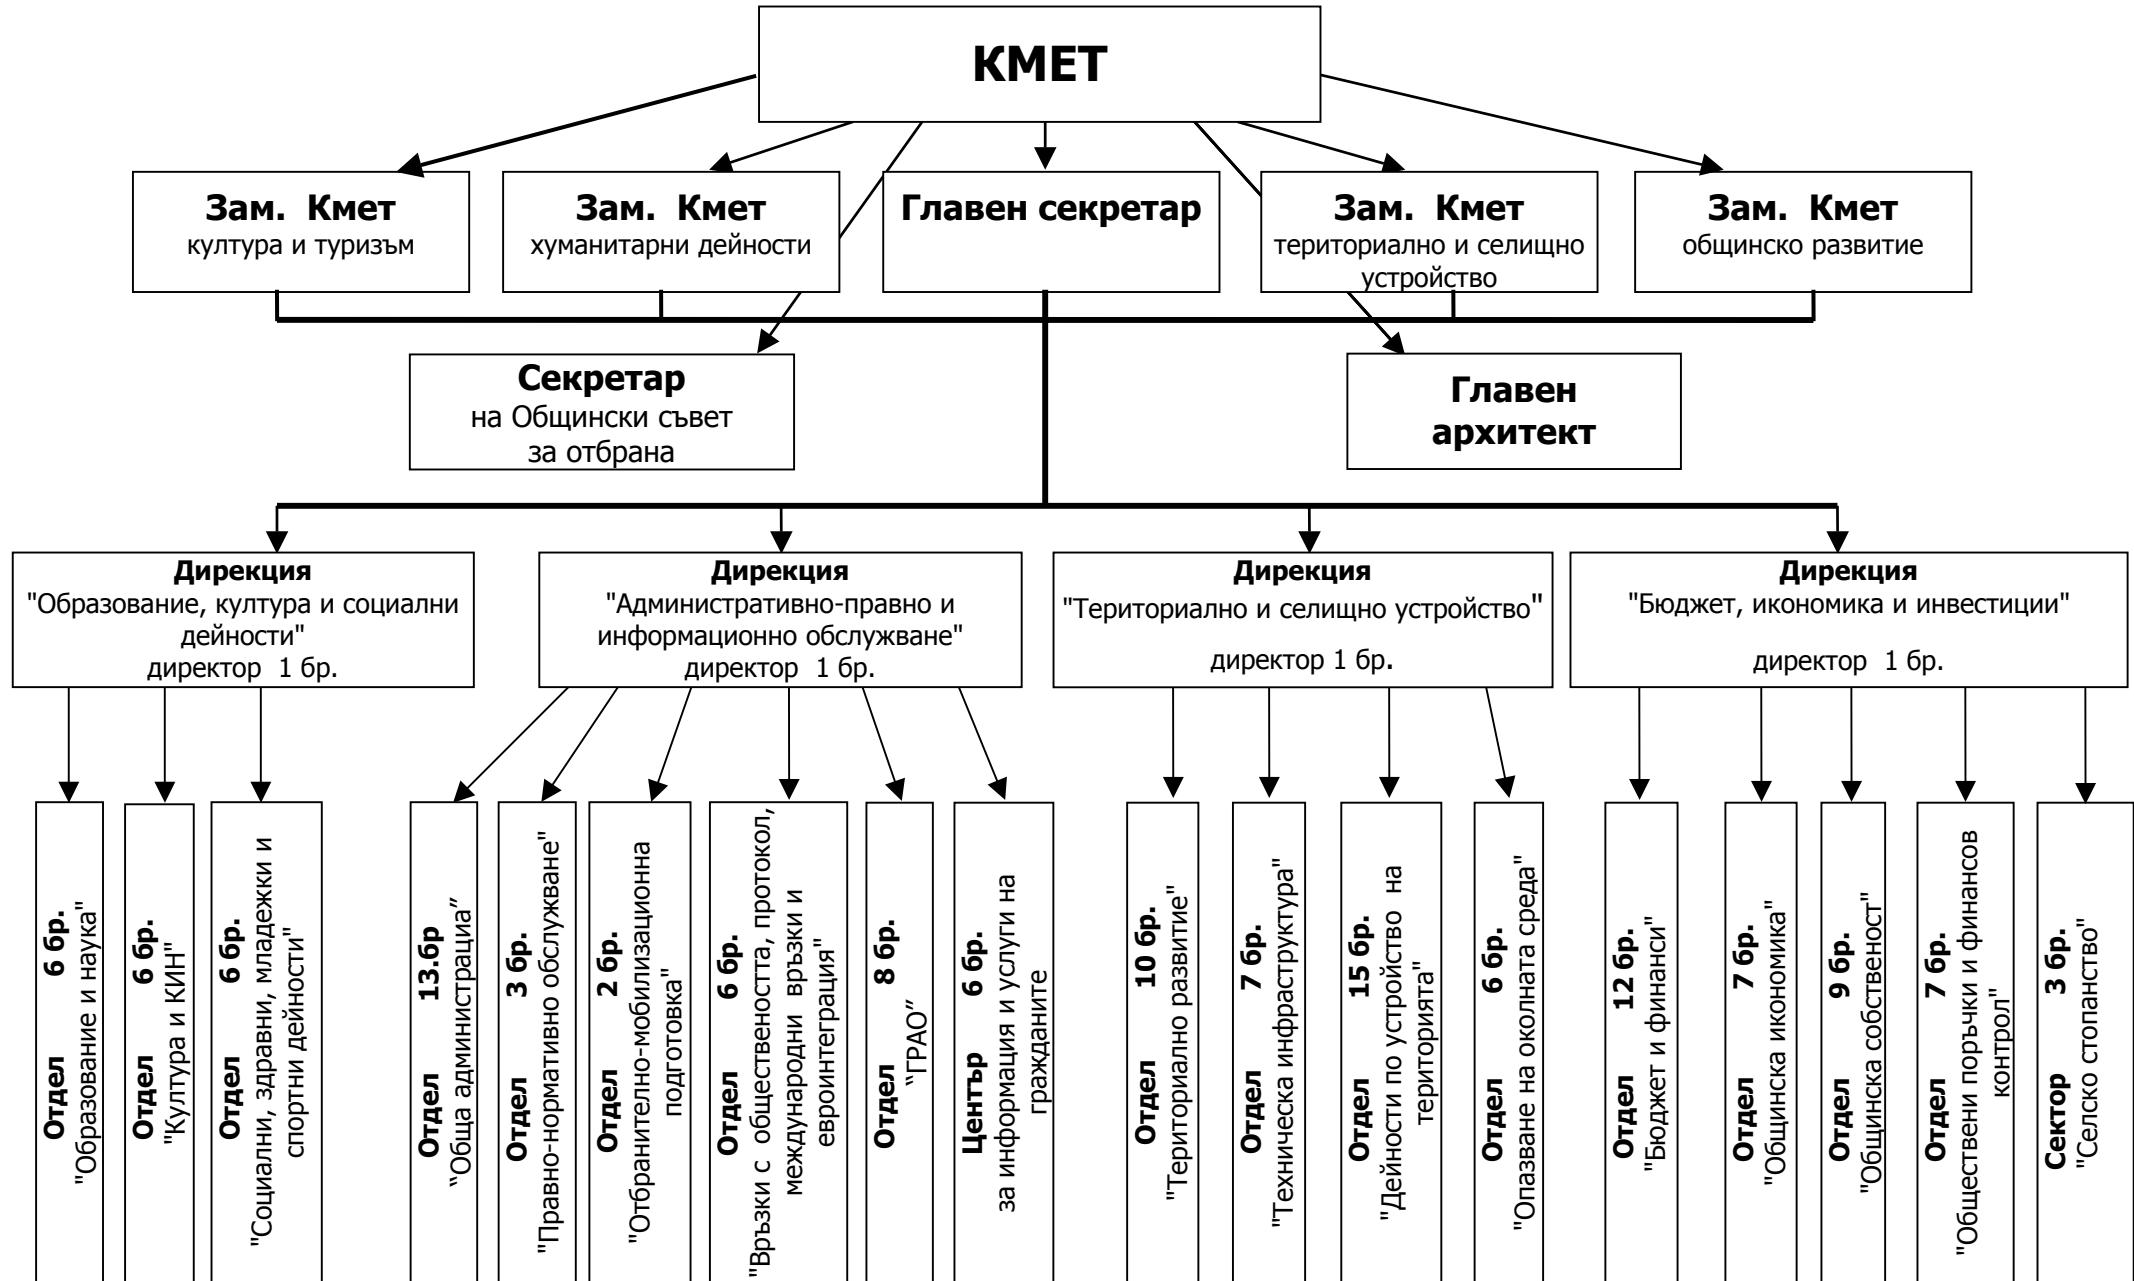 КМЕТ
Зам. Кмет
култура и туризъм
Зам. Кмет
хуманитарни дейности
Главен секретар
Зам. Кмет
териториално и селищно
устройство
Зам. Кмет
общинско развитие
Секретар
на Общински съвет
за отбрана
Главен
архитект
Дирекция
"Образование, култура и социални
дейности"
директор 1 бр.
Дирекция
"Административно-правно и
информационно обслужване"
директор 1 бр.
Дирекция
"Териториално и селищно устройство"
директор 1 бр.
Дирекция
"Бюджет, икономика и инвестиции"
директор 1 бр.
Отдел 6 бр.
"Образование и наука"
Отдел 6 бр.
"Култура и КИН"
Отдел 6 бр.
"Социални, здравни, младежки и
спортни дейности"
Отдел 13.бр
“Обща администрация”
Отдел 3 бр.
"Правно-нормативно обслужване"
Отдел 2 бр.
"Отбранително-мобилизационна
подготовка"
Отдел 6 бр.
"Връзки с обществеността, протокол,
международни връзки и
евроинтеграция"
Отдел 8 бр.
“ГРАО”
Център 6 бр.
за информация и услуги на
гражданите
Отдел 10 бр.
"Териториално развитие"
Отдел 7 бр.
"Техническа инфраструктура"
Отдел 15 бр.
"Дейности по устройство на
територията"
Отдел 6 бр.
"Опазване на околната среда"
Отдел 12 бр.
"Бюджет и финанси"
Отдел 7 бр.
"Общинска икономика"
Отдел 9 бр.
"Общинска собственост"
Отдел 7 бр.
"Обществени поръчки и финансов
контрол"
Сектор 3 бр.
"Селско стопанство"